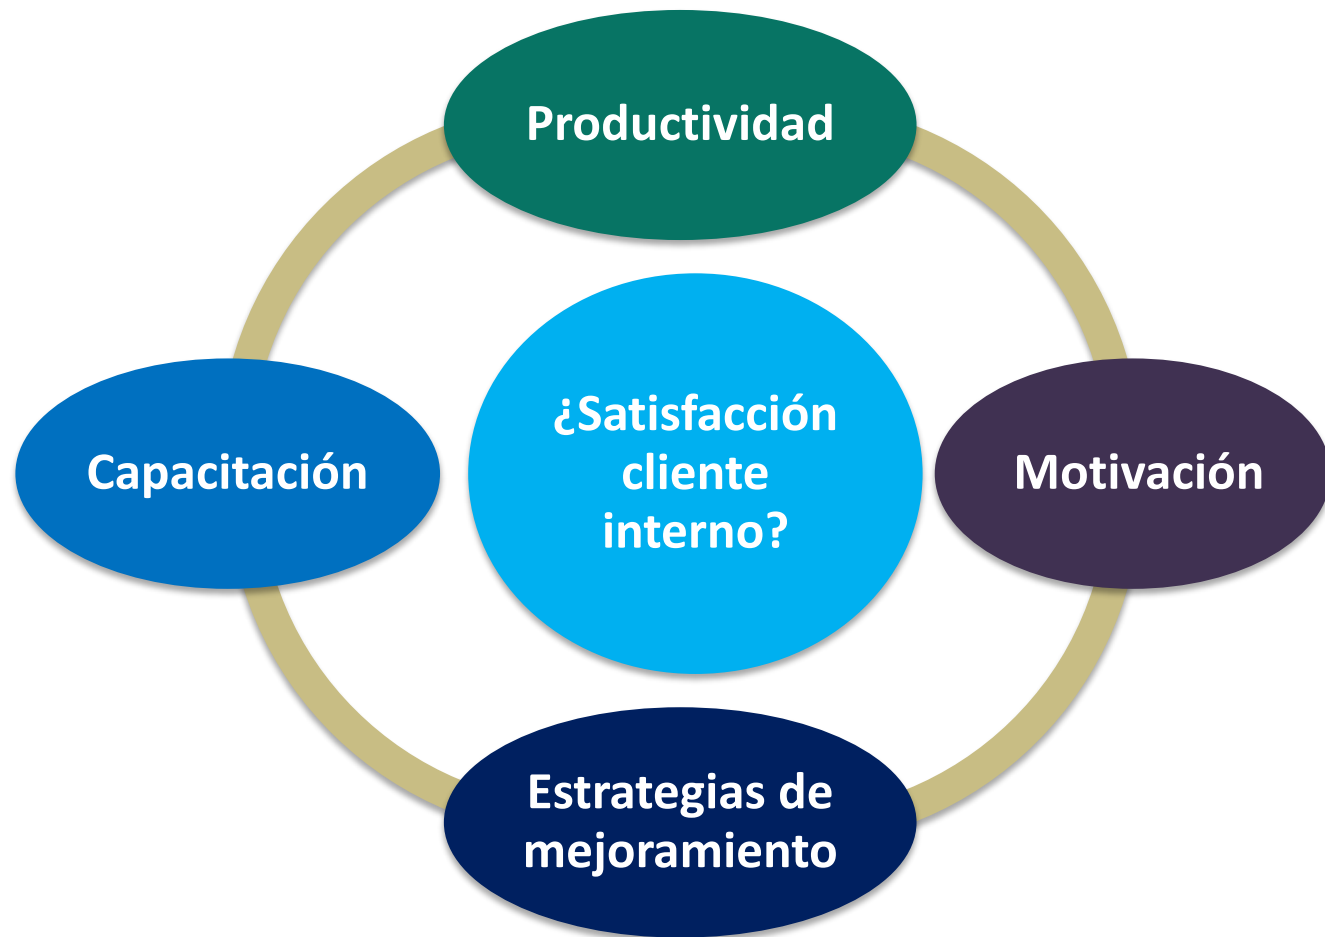 Productividad
¿Satisfacción
cliente
interno?
Capacitación
Motivación
Estrategias de
mejoramiento